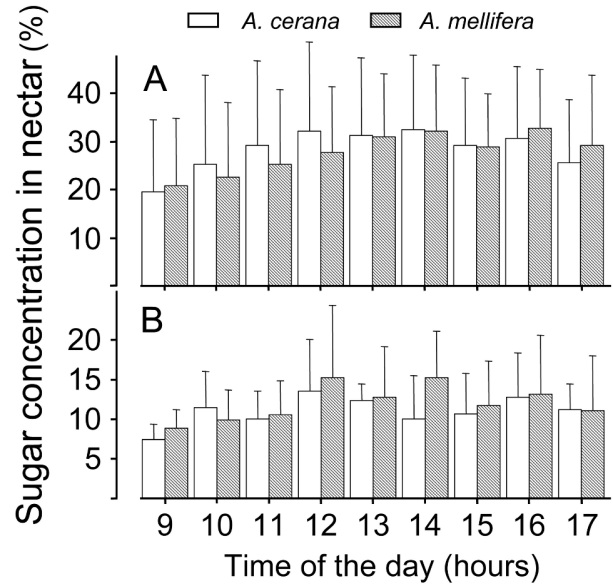 A. cerana A. mellifera
Sugar concentration in nectar (%)
A
40
30
20
10
B
20
15
10
5
9 10 11 12 13 14 15 16 17
Time of the day (hours)